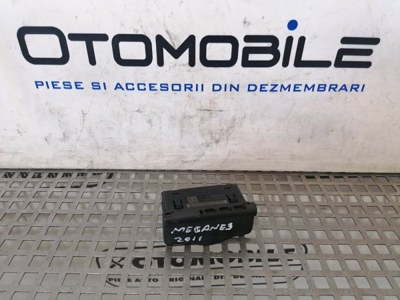 OTOMOBILE
PIESE SI ACCESORII DIN DEZMEMBRARI
MEGANE3
2011